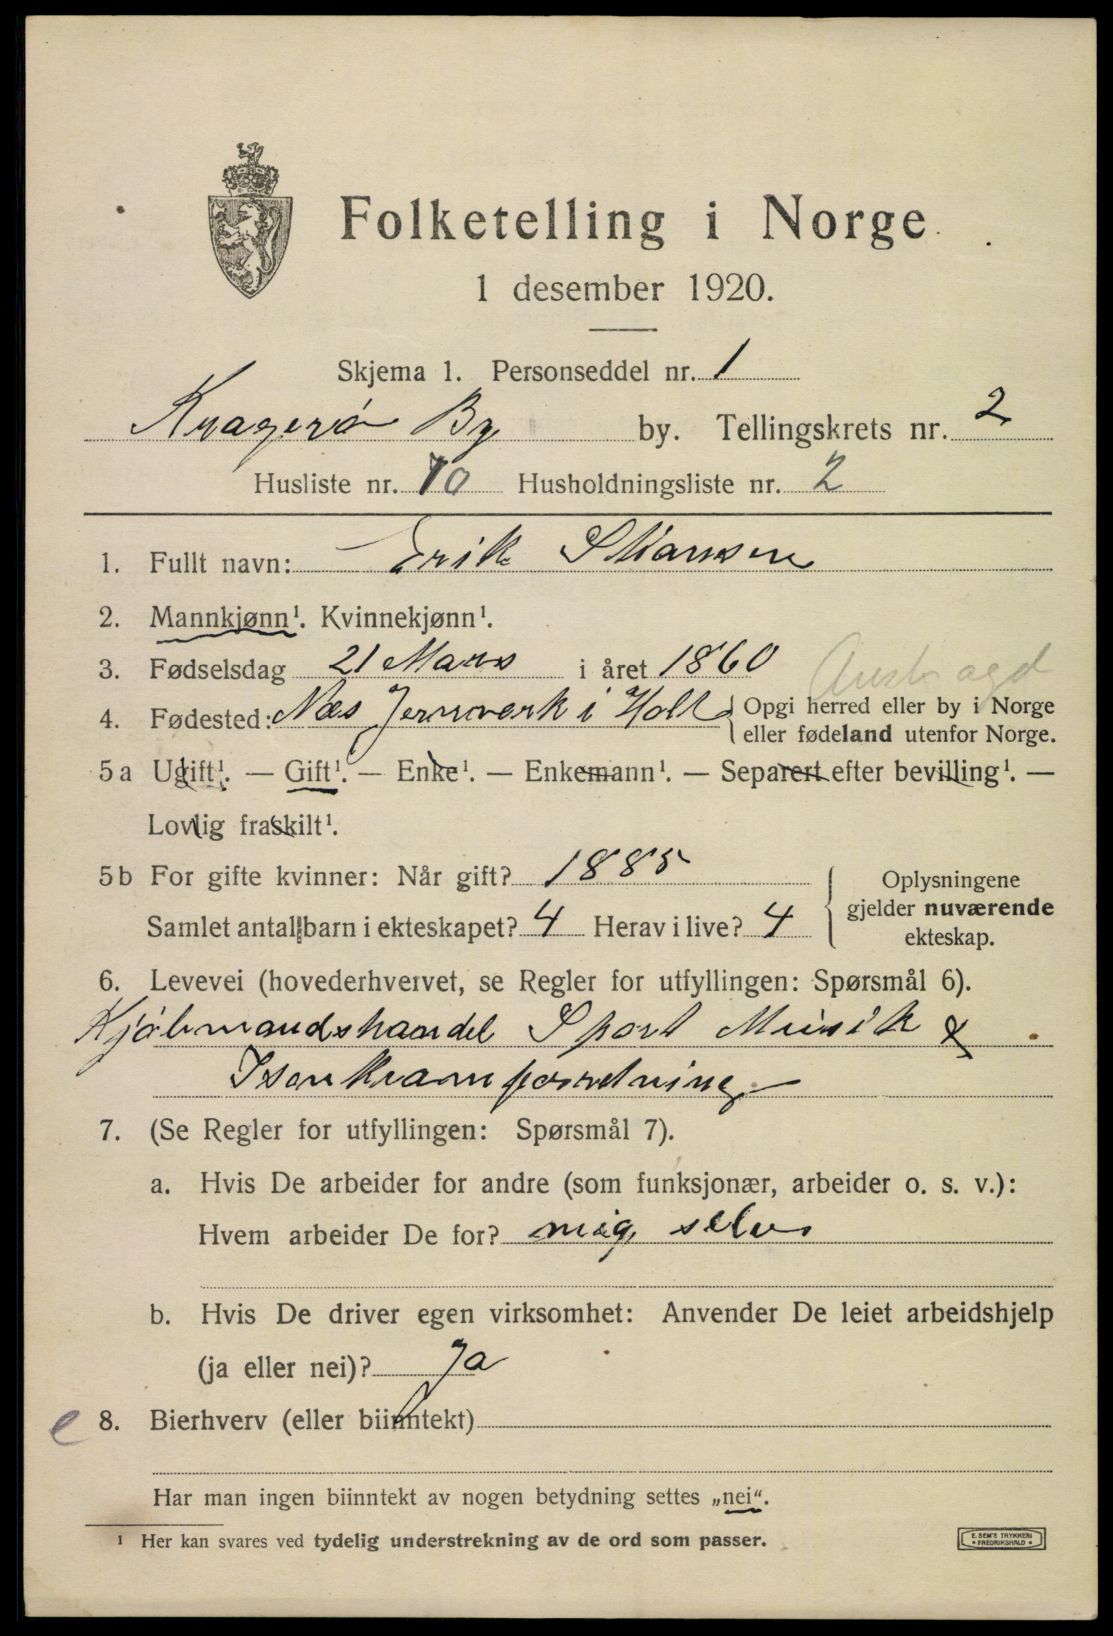 Folketelling i Norge
1 desember 1920.
Skjema 1. Personseddel nr. 1
Kragerø By by. Tellingskrets nr. 2
Husliste nr. 70 Husholdningsliste nr. 2
1. Fullt navn: Erik Stiansen
2. Mannkjønn¹. Kvinnekjønn¹.
3. Fødselsdag 21 Mars i året 1860
Aust agd
4. Fødested: Næs Jernverk i Holt { Opgi herred eller by i Norge
eller fødeland utenfor Norge.
5a Ugift¹. — Gift¹. — Enke¹. — Enkemann¹. — Separert efter bevilling¹. —
Lovlig fraskilt¹.
5b For gifte kvinner: Når gift? 1885
Samlet antal barn i ekteskapet? 4 Herav i live? 4
{ Oplysningene
gjelder nuværende
ekteskap.
6. Levevei (hovederhvervet, se Regler for utfyllingen: Spørsmål 6).
Kjøbmandshandel Sport Musik &
Isenkramforretning
7. (Se Regler for utfyllingen: Spørsmål 7).
a. Hvis De arbeider for andre (som funksjonær, arbeider o. s. v.):
Hvem arbeider De for? mig selv
b. Hvis De driver egen virksomhet: Anvender De leiet arbeidshjelp
(ja eller nei)? Ja
e 8. Bierhverv (eller biinntekt)
Har man ingen biinntekt av nogen betydning settes „nei“.
¹ Her kan svares ved tydelig understrekning av de ord som passer.
E. SEM'S TRYKKERI
• FREDRIKSHALD •